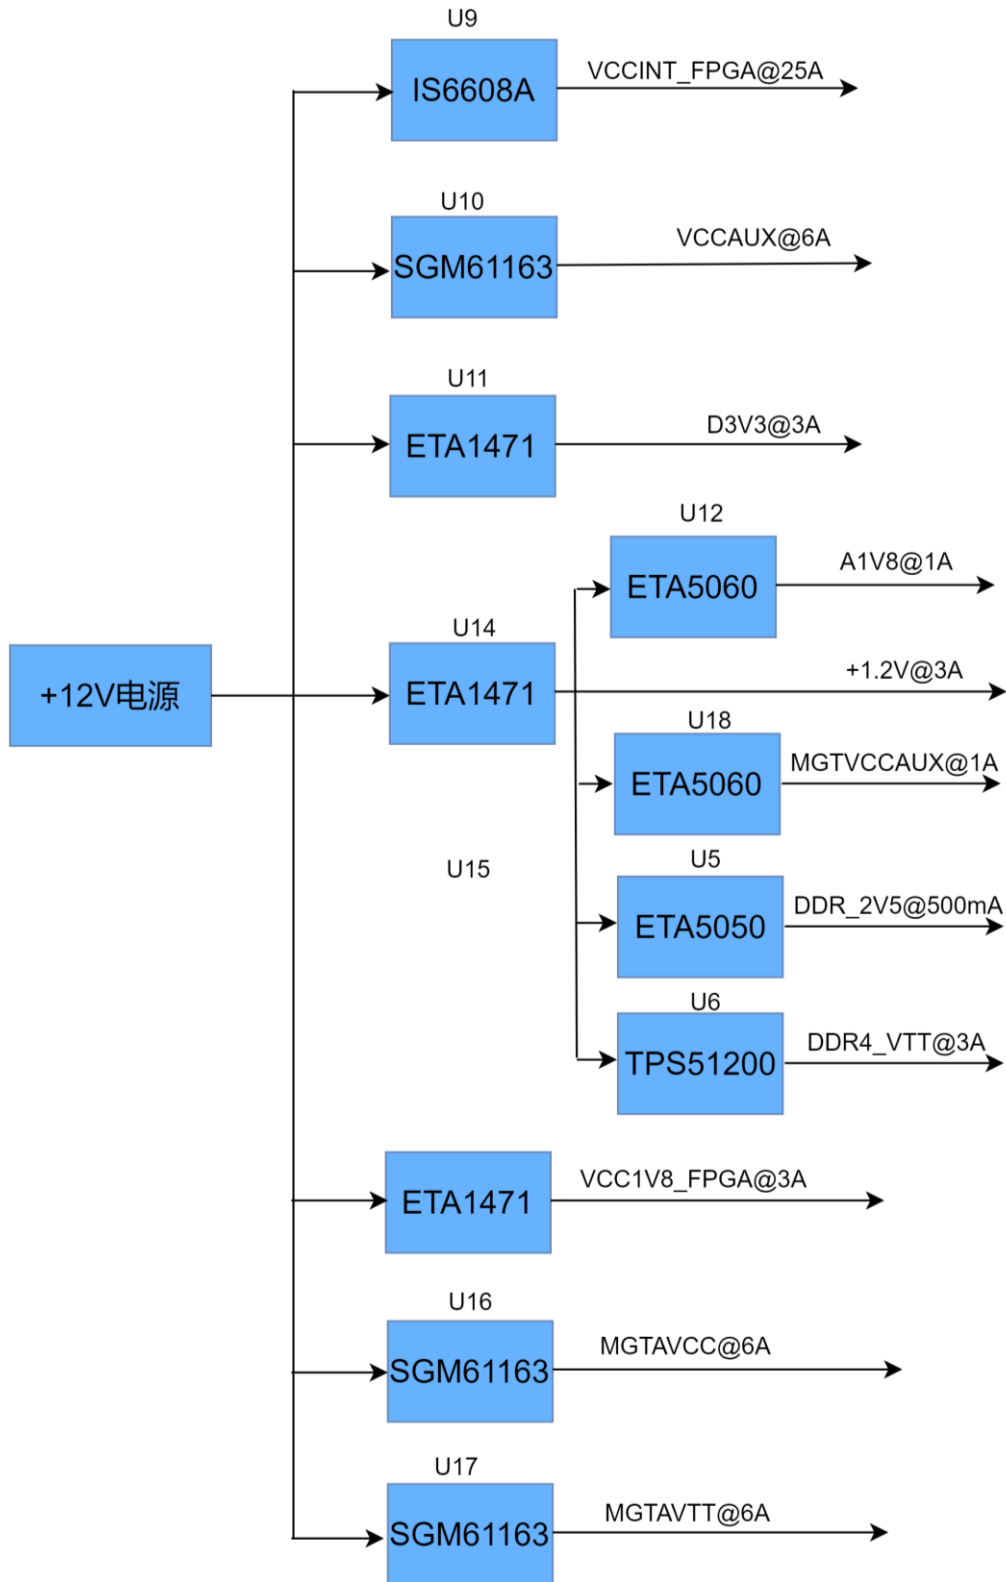 U9
IS6608A
VCCINT_FPGA@25A
U10
SGM61163
VCCAUX@6A
U11
ETA1471
D3V3@3A
U12
ETA5060
A1V8@1A
+12V电源
U14
ETA1471
+1.2V@3A
U18
ETA5060
MGTVCCAUX@1A
U15
U5
ETA5050
DDR_2V5@500mA
U6
TPS51200
DDR4_VTT@3A
ETA1471
VCC1V8_FPGA@3A
U16
SGM61163
MGTAVCC@6A
U17
SGM61163
MGTAVTT@6A